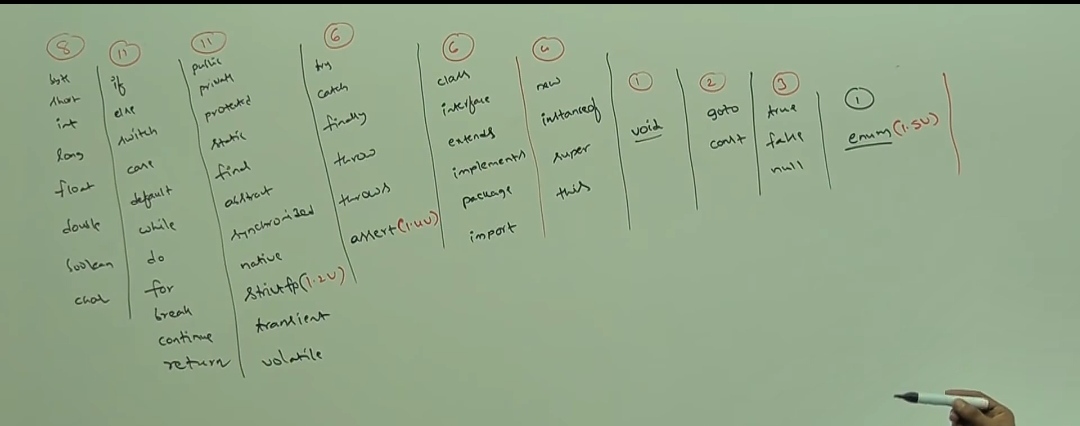 8
byte
short
int
long
float
double
boolean
char
11
if
else
switch
case
default
while
do
for
break
continue
return
11
public
private
protected
static
final
abstract
synchronized
native
strictfp(1.2V)
transient
volatile
6
try
catch
finally
throw
throws
assert(1.4V)
6
class
interface
extends
implements
package
import
4
new
instanceof
super
this
1
void
2
goto
const
3
true
false
null
1
enum(1.5V)